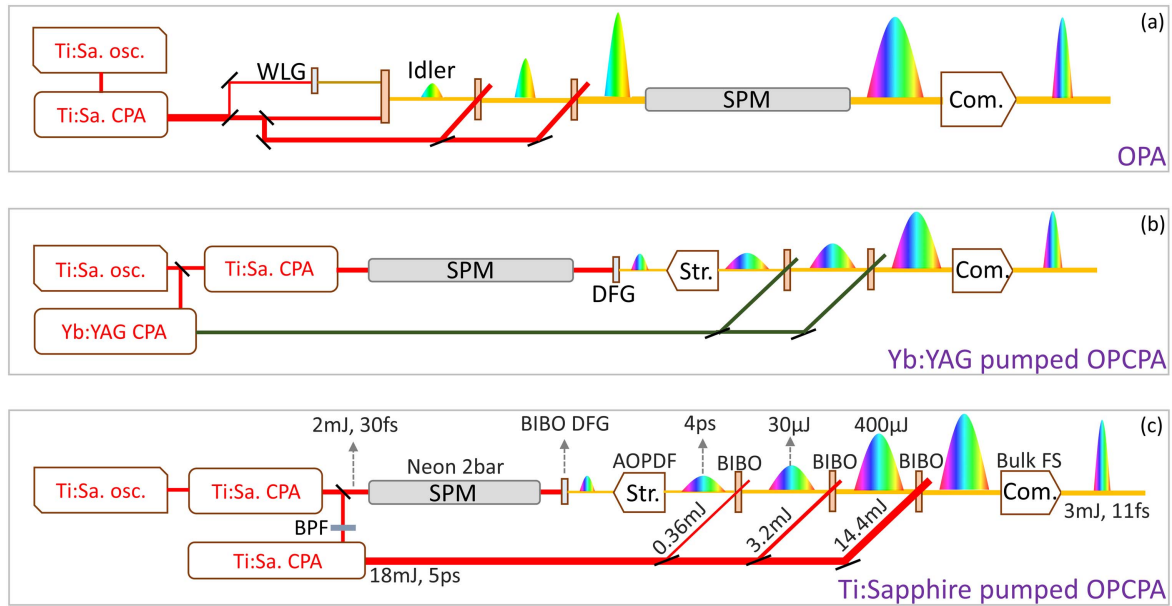 (a)
Ti:Sa. osc.
WLG
Idler
Ti:Sa. CPA
SPM
Com.
OPA
(b)
Ti:Sa. osc.
Ti:Sa. CPA
SPM
DFG
Str.
Com.
Yb:YAG CPA
Yb:YAG pumped OPCPA
(c)
2mJ, 30fs
BIBO DFG
4ps
30μJ
400μJ
Neon 2bar
AOPDF
BIBO
BIBO
BIBO
Bulk FS
Ti:Sa. osc.
Ti:Sa. CPA
SPM
Str.
Com.
3mJ, 11fs
BPF
0.36mJ
3.2mJ
14.4mJ
Ti:Sa. CPA
18mJ, 5ps
Ti:Sapphire pumped OPCPA